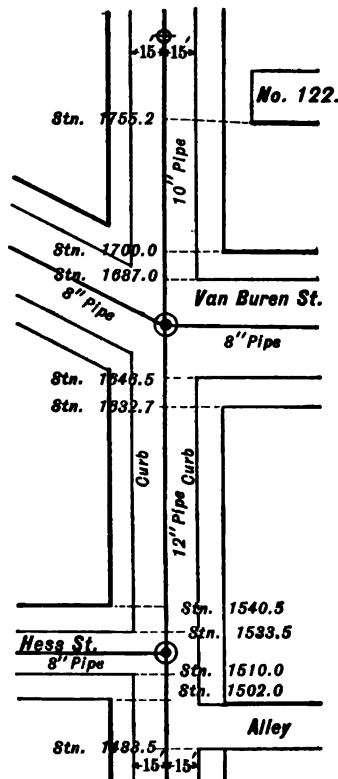 15' 15'
No. 122.
Stn. 1755.2
10" Pipe
Stn. 1700.0
Stn. 1687.0
8" Pipe
Van Buren St.
8" Pipe
Stn. 1646.5
Stn. 1632.7
Curb
Curb
12" Pipe
Stn. 1540.5
Stn. 1533.5
Hess St.
8" Pipe
Stn. 1510.0
Stn. 1502.0
Alley
Stn. 1483.5
15' 15'